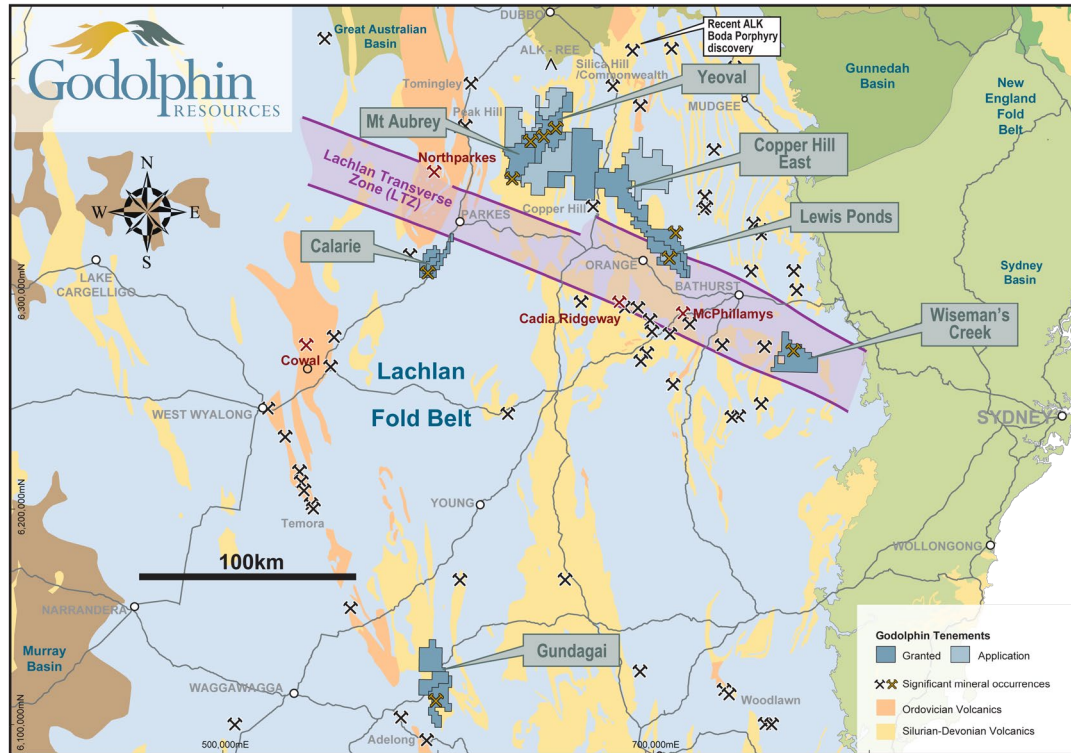 Godolphin
RESOURCES
DUBBO
Great Australian
Basin
ALK - REE
Recent ALK
Boda Porphyry
discovery
Silica Hill
/Commonwealth
Yeoval
Gunnedah
Basin
New
England
Fold
Belt
Tomingley
Peak Hill
MUDGEE
Mt Aubrey
Copper Hill
East
Northparkes
Lachlan Transverse
Zone (LTZ)
N
W
E
S
Copper Hill
Lewis Ponds
PARKES
Calarie
ORANGE
LAKE
CARGELLIGO
Sydney
Basin
BATHURST
6,300,000mN
Cadia Ridgeway
McPhillamys
Wiseman's
Creek
Cowal
Lachlan
Fold Belt
WEST WYALONG
SYDNEY
6,200,000mN
YOUNG
Temora
WOLLONGONG
100km
NARRANDERA
Murray
Basin
Gundagai
WAGGAWAGGA
Woodlawn
Adelong
6,100,000mN
500,000mE
700,000mE
Godolphin Tenements
Granted
Application
Significant mineral occurrences
Ordovician Volcanics
Silurian-Devonian Volcanics